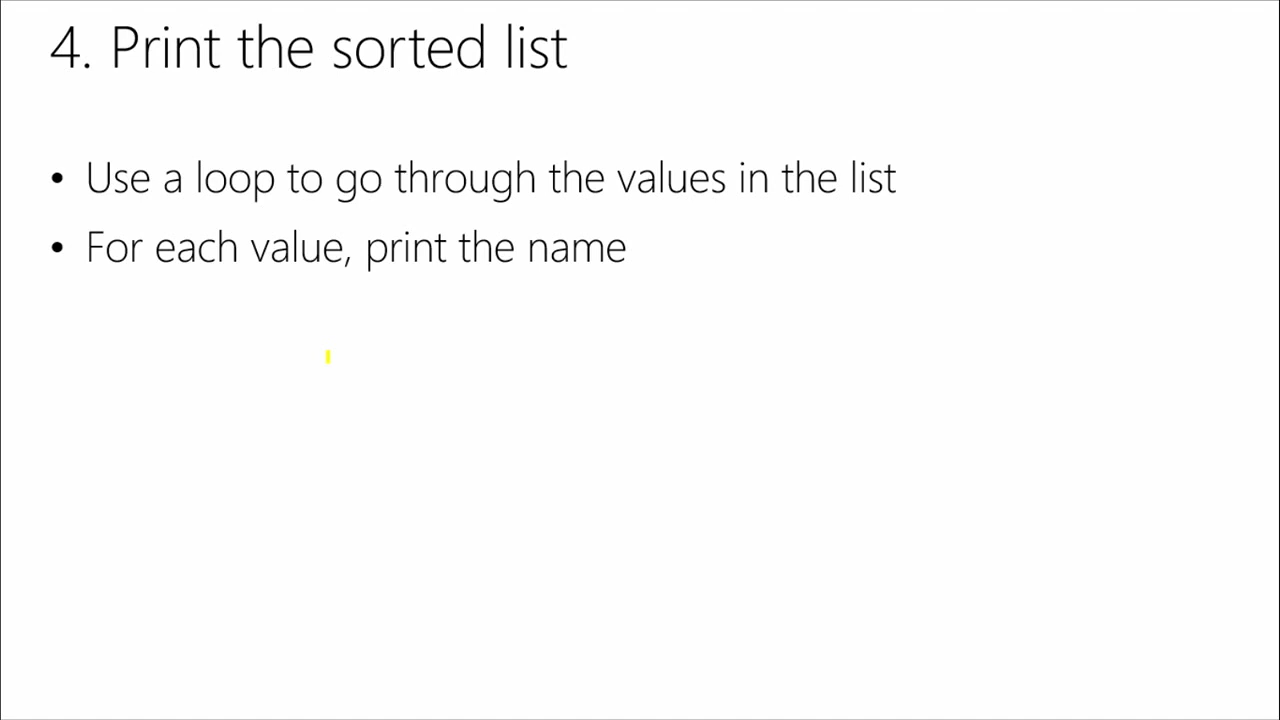 4. Print the sorted list
• Use a loop to go through the values in the list
• For each value, print the name